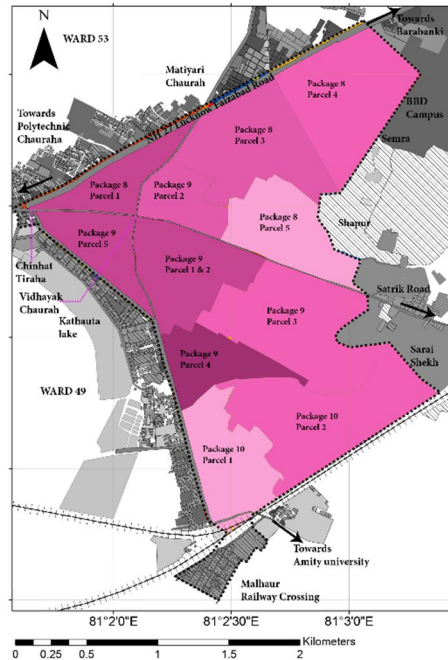 N
WARD 53
Towards
Barabanki
Matiyari
Chaurah
NH 27 Lucknow Faizabad Road
Package 8
Parcel 4
BBD
Campus
Towards
Polytechnic
Chauraha
Package 8
Parcel 3
Semra
Package 8
Parcel 1
Package 9
Parcel 2
Package 8
Parcel 5
Shapur
Package 9
Parcel 5
Chinhat
Tiraha
Package 9
Parcel 1 & 2
Vidhayak
Chaurah
Satrik Road
Kathauta
lake
Package 9
Parcel 3
Sarai
Shekh
Package 9
Parcel 4
WARD 49
Package 10
Parcel 2
Package 10
Parcel 1
Towards
Amity university
Malhaur
Railway Crossing
81°2'0"E
81°2'30"E
81°3'0"E
Kilometers
0 0.25 0.5 1 1.5 2